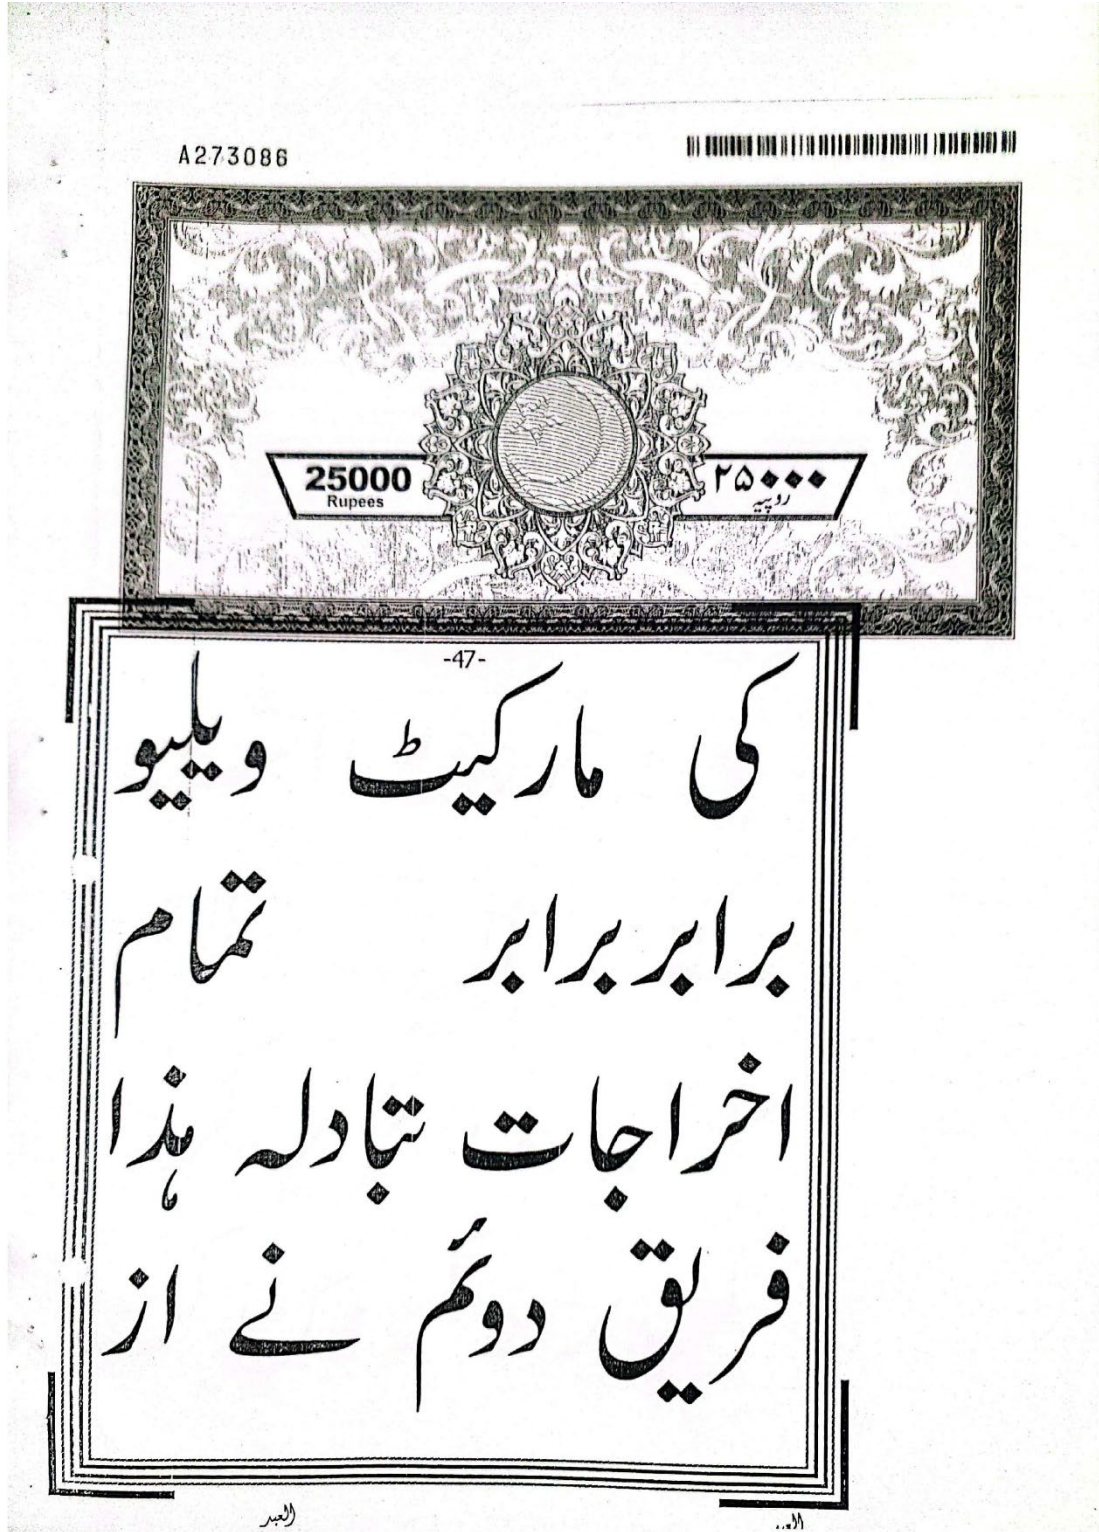 A273086
25000
Rupees
۲۵۰۰۰
روپیہ
-47-
کی مارکیٹ ویلیو
برابر برابر تمام
اخراجات تبادلہ ہذا
فریق دوئم نے از
العبد العبد